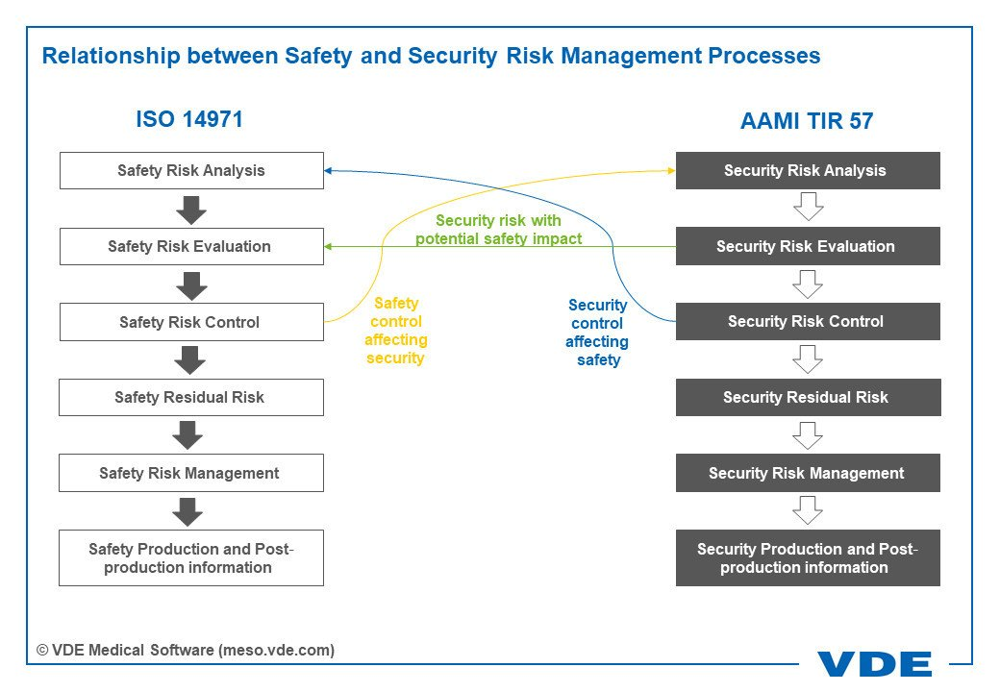 Relationship between Safety and Security Risk Management Processes
ISO 14971
AAMI TIR 57
Safety Risk Analysis
Security Risk Analysis
Security risk with
potential safety impact
Safety Risk Evaluation
Security Risk Evaluation
Safety
control
affecting
security
Security
control
affecting
safety
Safety Risk Control
Security Risk Control
Safety Residual Risk
Security Residual Risk
Safety Risk Management
Security Risk Management
Safety Production and Post-
production information
Security Production and Post-
production information
© VDE Medical Software (meso.vde.com)
VDE